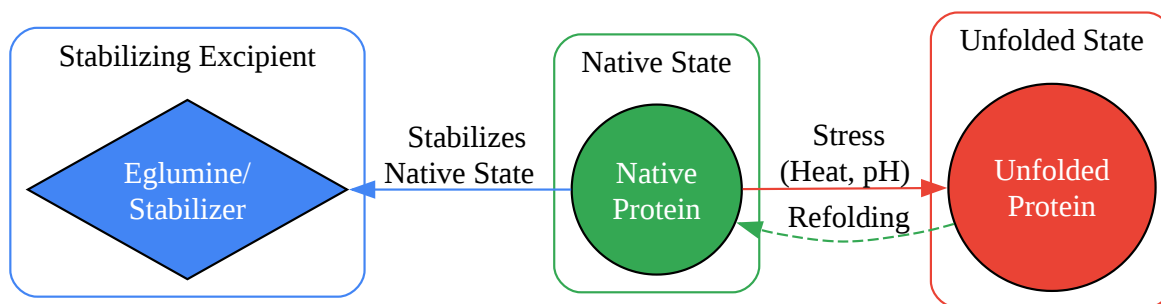 Stabilizing Excipient
Eglumine/
Stabilizer
Stabilizes
Native State
Native State
Native
Protein
Stress
(Heat, pH)
Refolding
Unfolded State
Unfolded
Protein